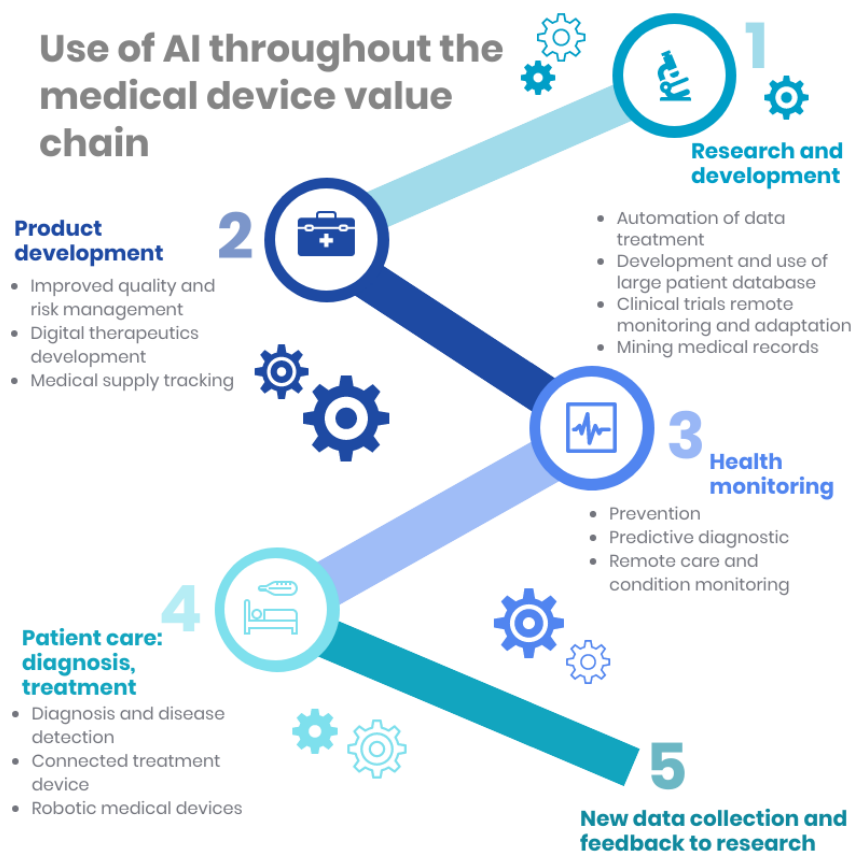 Use of AI throughout the
medical device value
chain
1
Research and
development
• Automation of data
treatment
• Development and use of
large patient database
• Clinical trials remote
monitoring and adaptation
• Mining medical records
2
Product
development
• Improved quality and
risk management
• Digital therapeutics
development
• Medical supply tracking
3
Health
monitoring
• Prevention
• Predictive diagnostic
• Remote care and
condition monitoring
4
Patient care:
diagnosis,
treatment
• Diagnosis and disease
detection
• Connected treatment
device
• Robotic medical devices
5
New data collection and
feedback to research